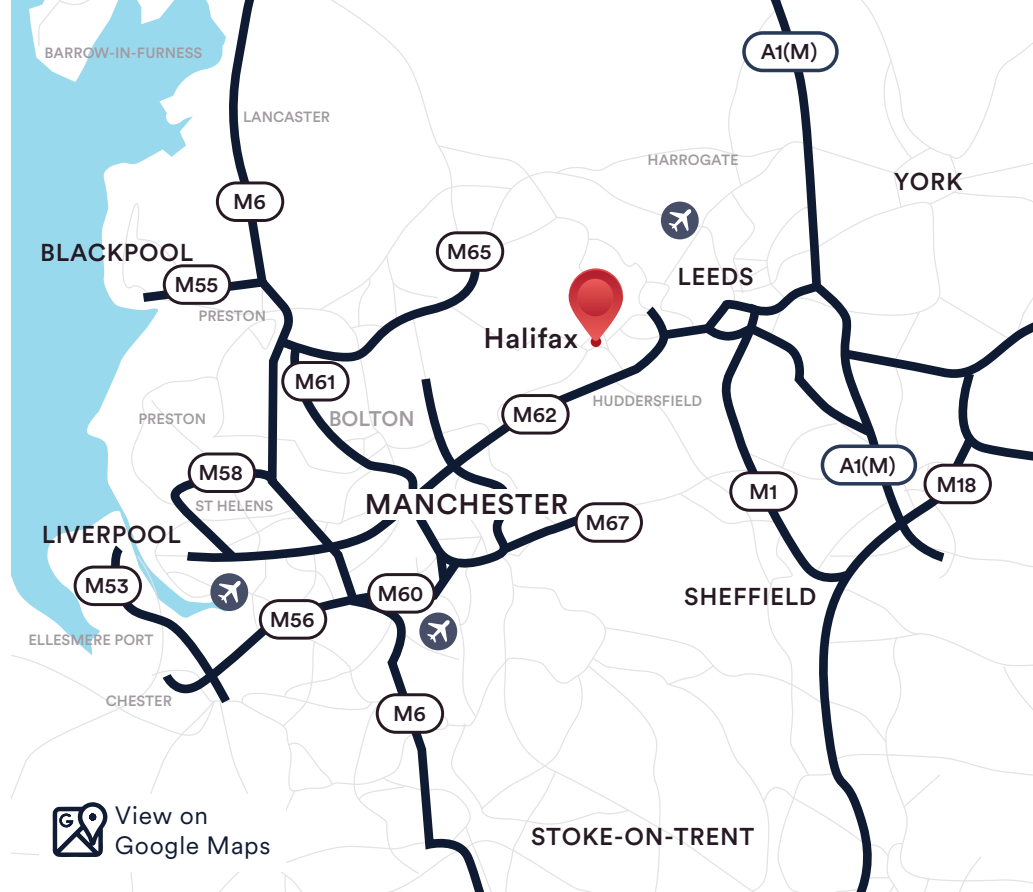 A1(M)
BARROW-IN-FURNESS
LANCASTER
HARROGATE
YORK
M6
BLACKPOOL
M65
LEEDS
M55
PRESTON
Halifax
M61
HUDDERSFIELD
M62
PRESTON
BOLTON
A1(M)
M58
M18
M1
ST HELENS
MANCHESTER
M67
LIVERPOOL
M53
M60
SHEFFIELD
M56
ELLESMERE PORT
CHESTER
M6
G
View on
Google Maps
STOKE-ON-TRENT